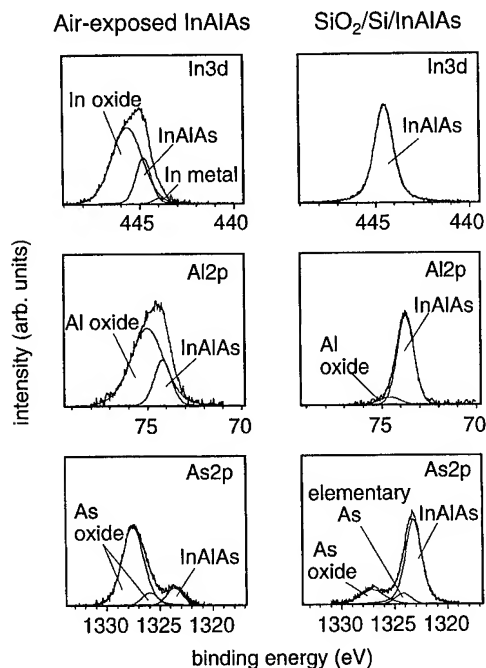 Air-exposed InAlAs
SiO2/Si/InAlAs
In3d
In oxide
InAlAs
In metal
445
440
In3d
InAlAs
445
440
intensity (arb. units)
Al2p
Al oxide
InAlAs
75
70
Al2p
InAlAs
Al
oxide
75
70
As2p
As
oxide
InAlAs
1330
1325
1320
As2p
elementary
As
InAlAs
As
oxide
1330
1325
1320
binding energy (eV)